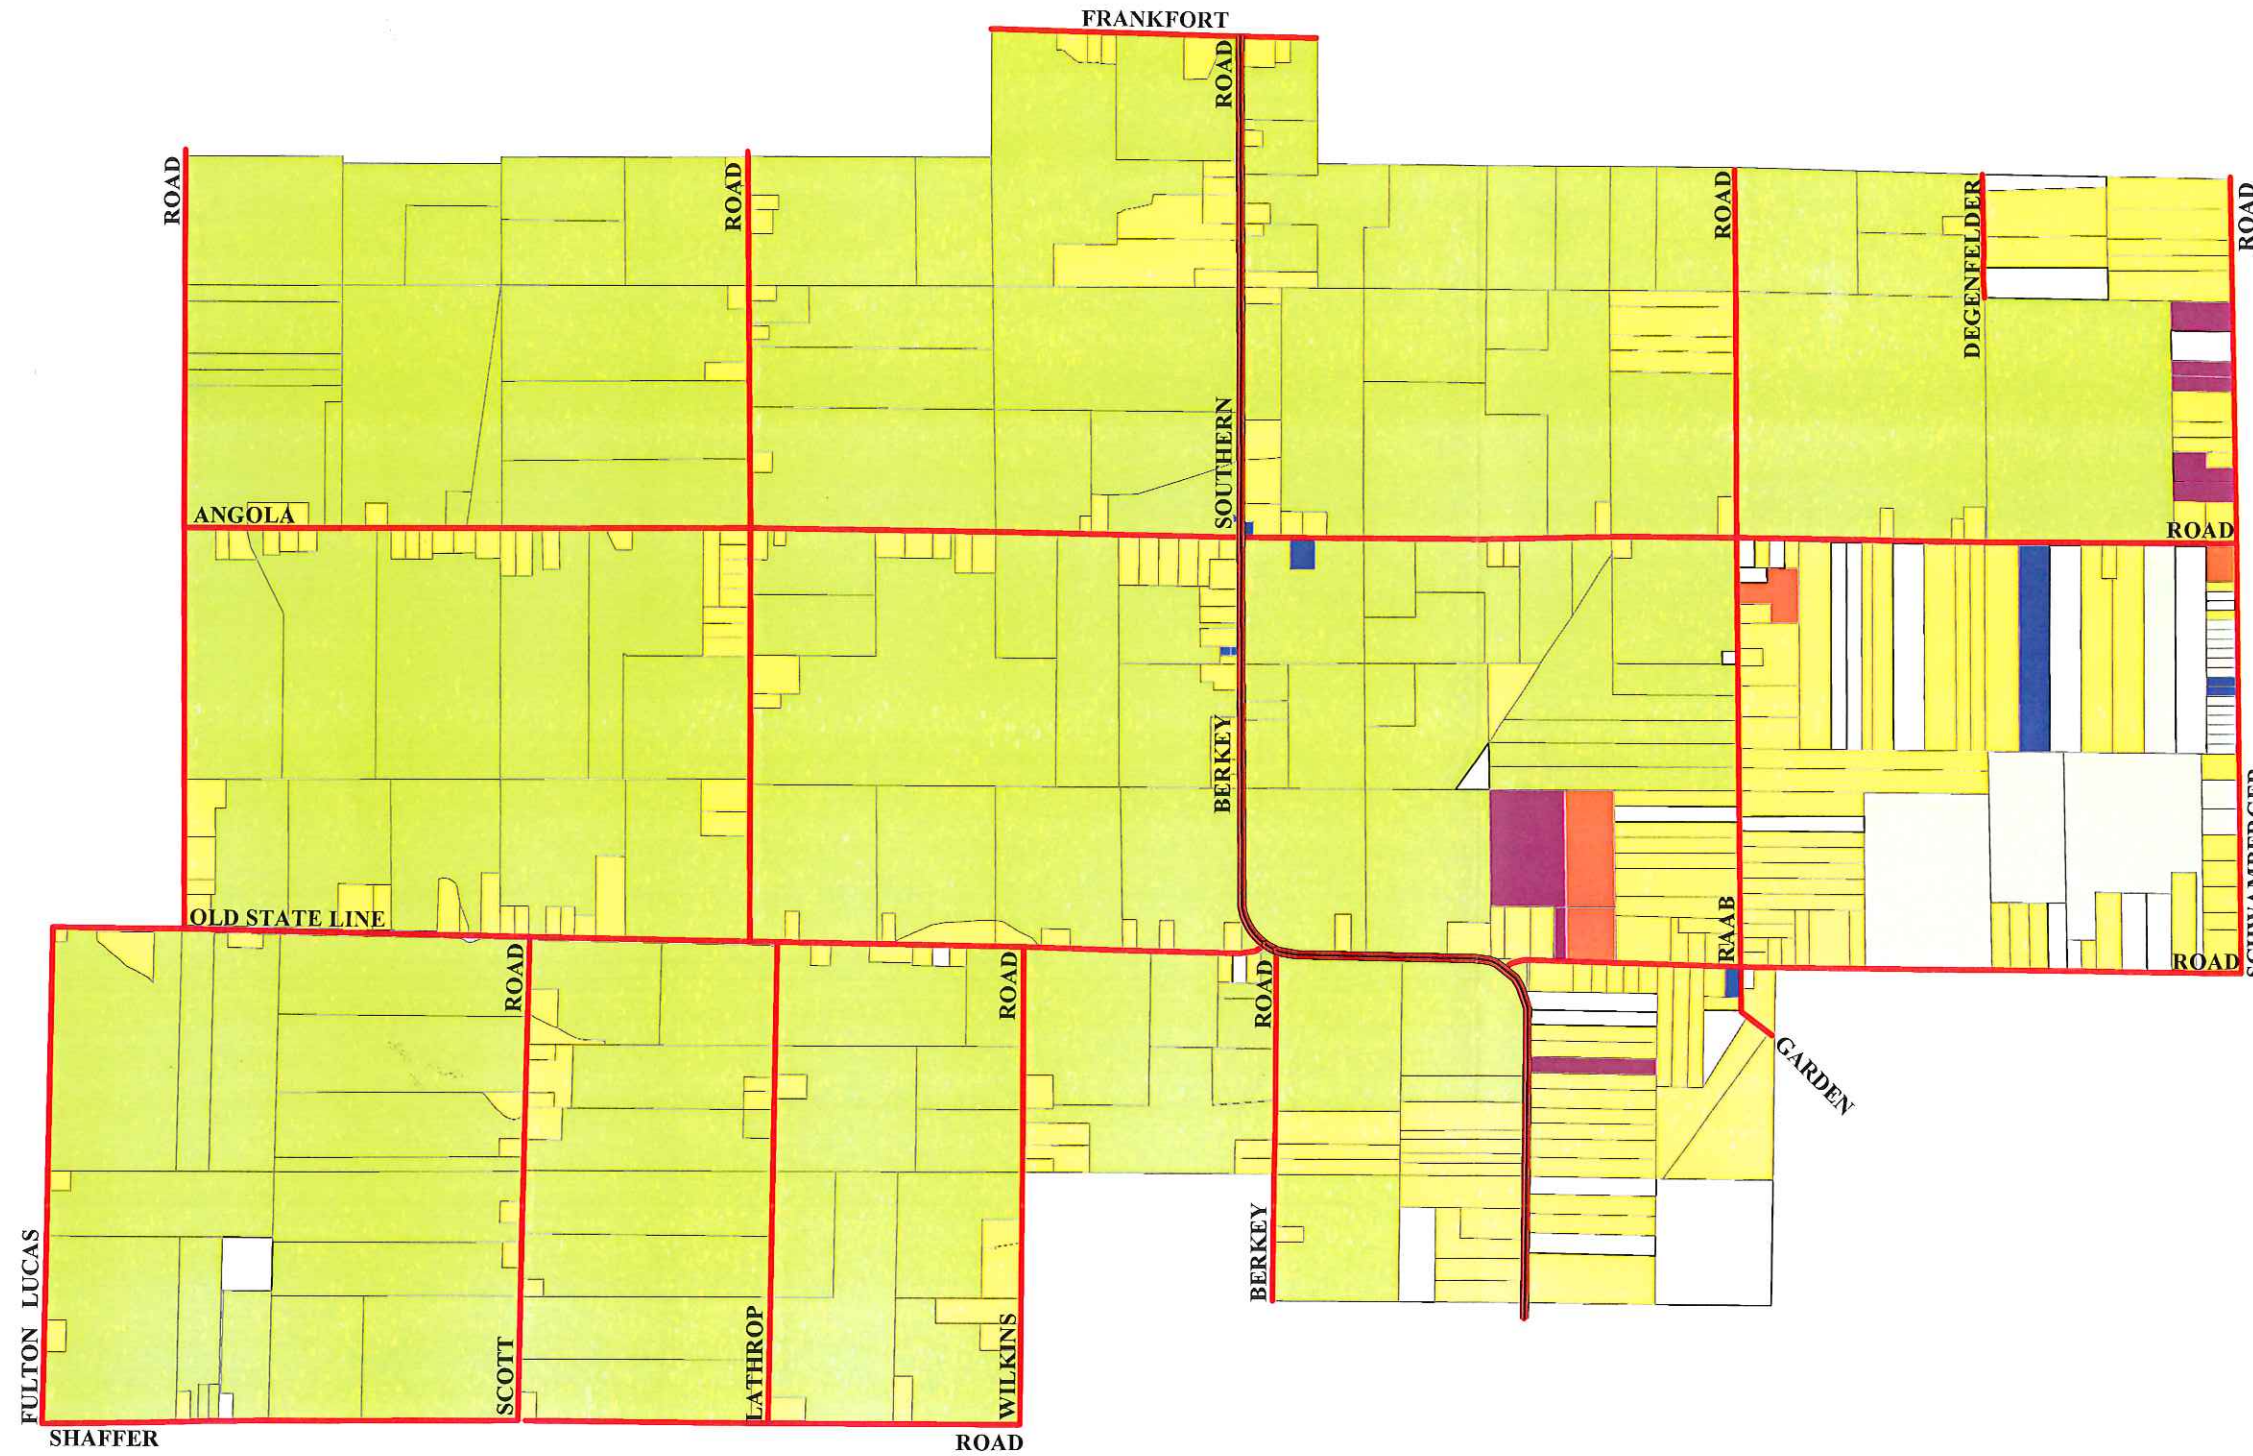 FRANKFORT
ROAD
ROAD
ROAD
ROAD
DEGENFELDER
ROAD
SOUTHERN
ANGOLA
ROAD
BERKEY
OLD STATE LINE
RAAB
ROAD
ROAD
ROAD
ROAD
GARDEN
FULTON LUCAS
SCOTT
LATHROP
WILKINS
BERKEY
SHAFFER
ROAD